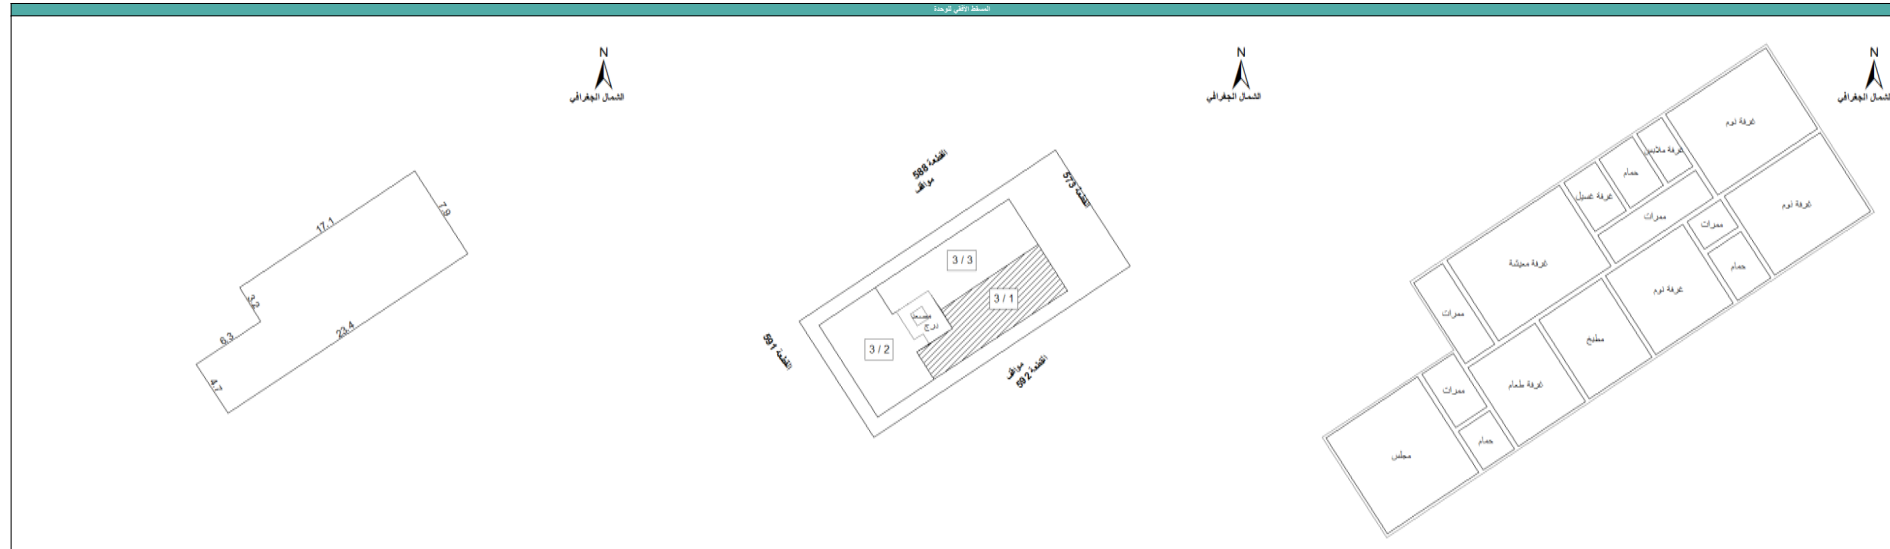 المسقط الأفقي للوحدة
N
الشمال الجغرافي
17.1
7.9
3.2
6.3
23.4
4.7
N
الشمال الجغرافي
القطعة 588
مواقف
القطعة 573
3 / 3
3 / 1
مصعد
درج
3 / 2
القطعة 591
مواقف
القطعة 592
N
الشمال الجغرافي
غرفة نوم
غرفة ملابس
حمام
غرفة غسيل
غرفة نوم
ممرات
ممرات
غرفة معيشة
حمام
غرفة نوم
ممرات
مطبخ
غرفة طعام
ممرات
حمام
مجلس